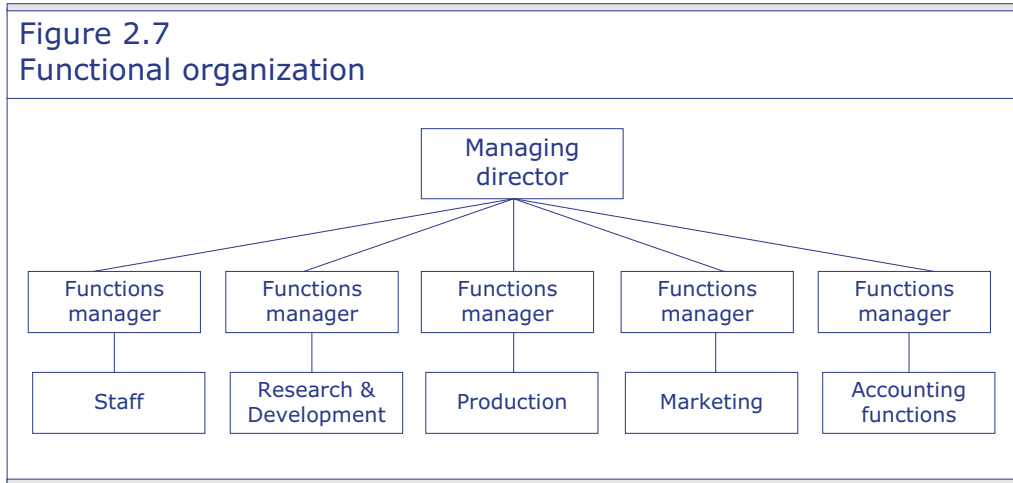 Figure 2.7
Functional organization
Managing
director
Functions
manager
Functions
manager
Functions
manager
Functions
manager
Functions
manager
Staff
Research &
Development
Production
Marketing
Accounting
functions